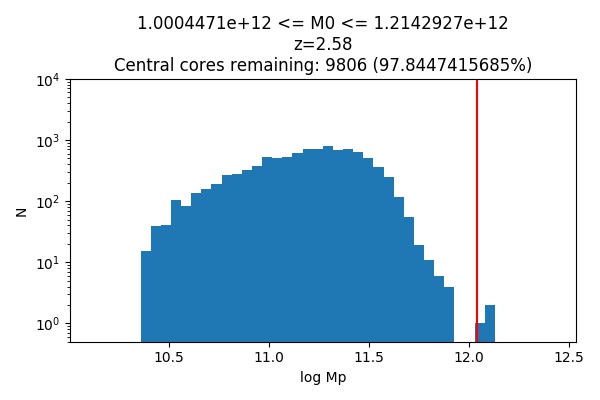 1.0004471e+12 <= M0 <= 1.2142927e+12
z=2.58
Central cores remaining: 9806 (97.8447415685%)
10^4
10^3
10^2
10^1
10^0
N
10.5 11.0 11.5 12.0 12.5
log Mp